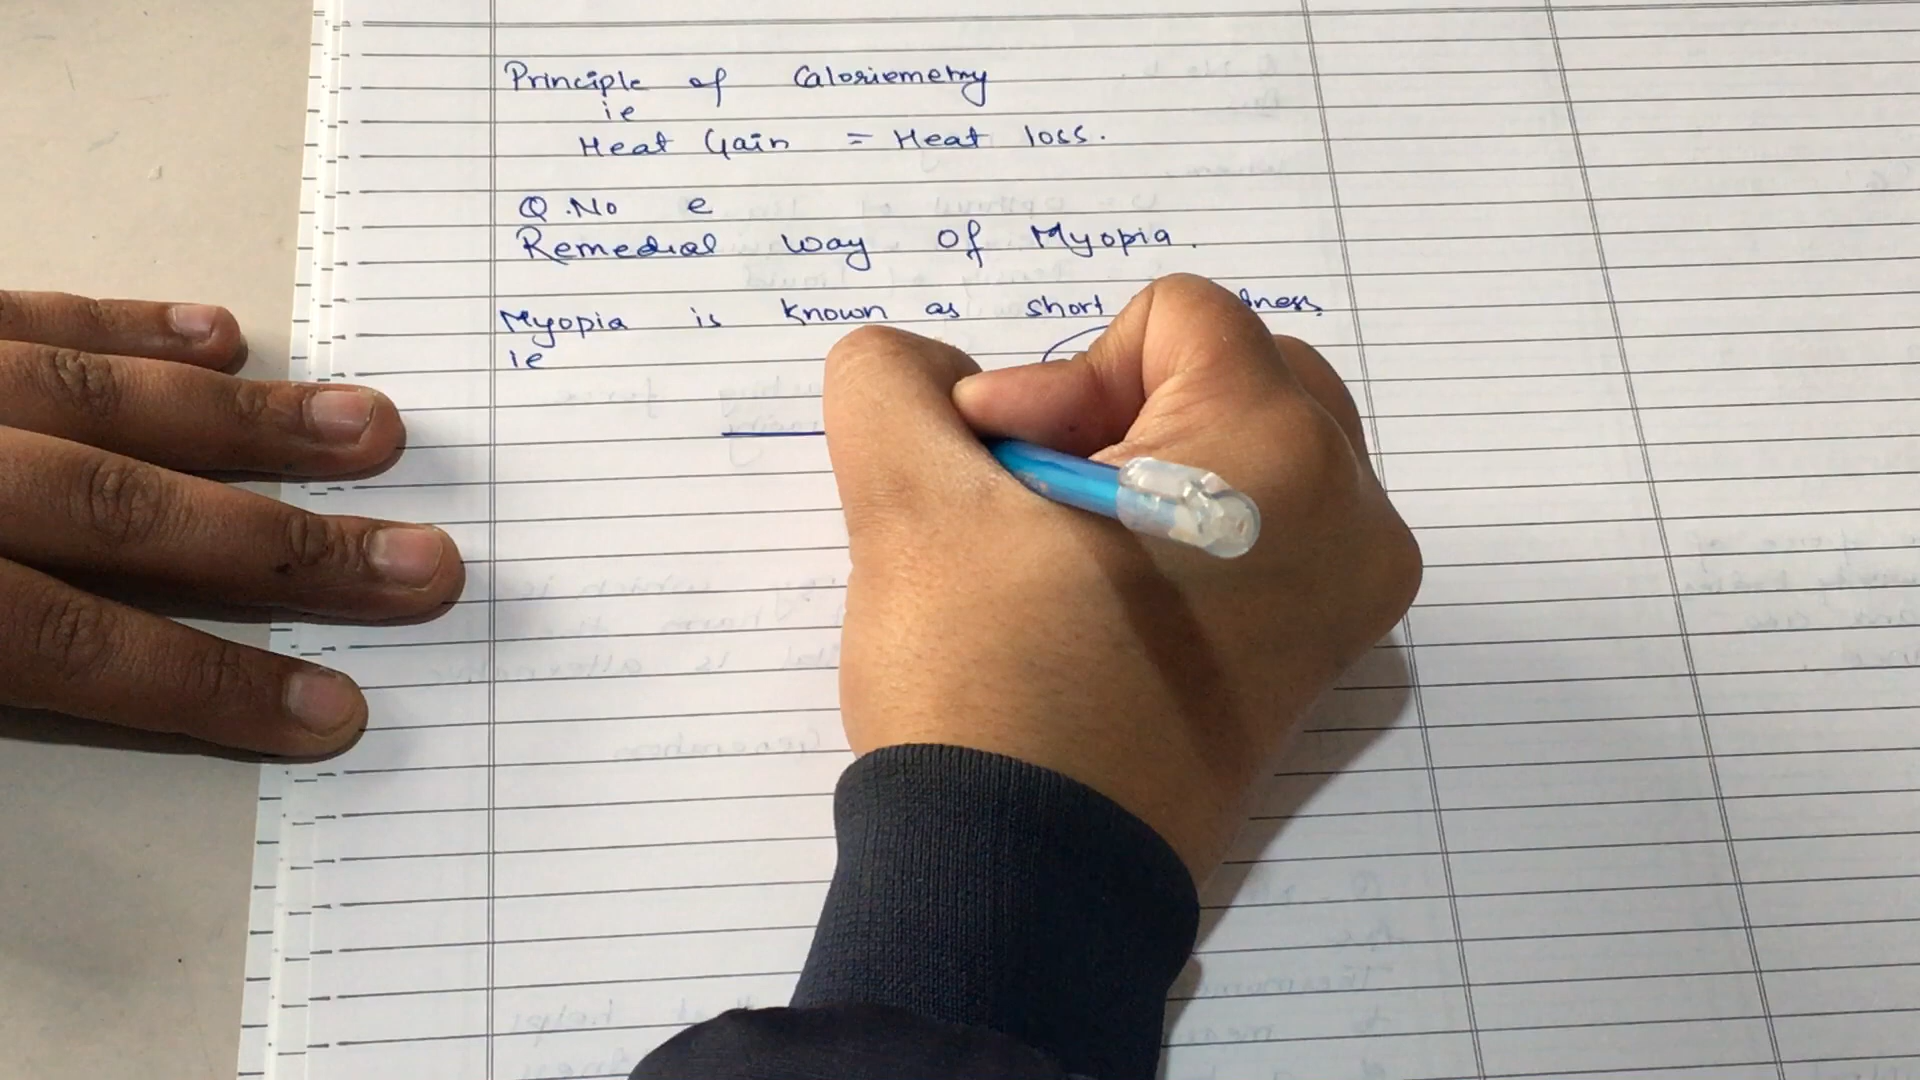 Principle of Caloriemetry
ie
Heat Gain = Heat loss.
Q.No e
Remedial way of Myopia.
Myopia is known as short
ie